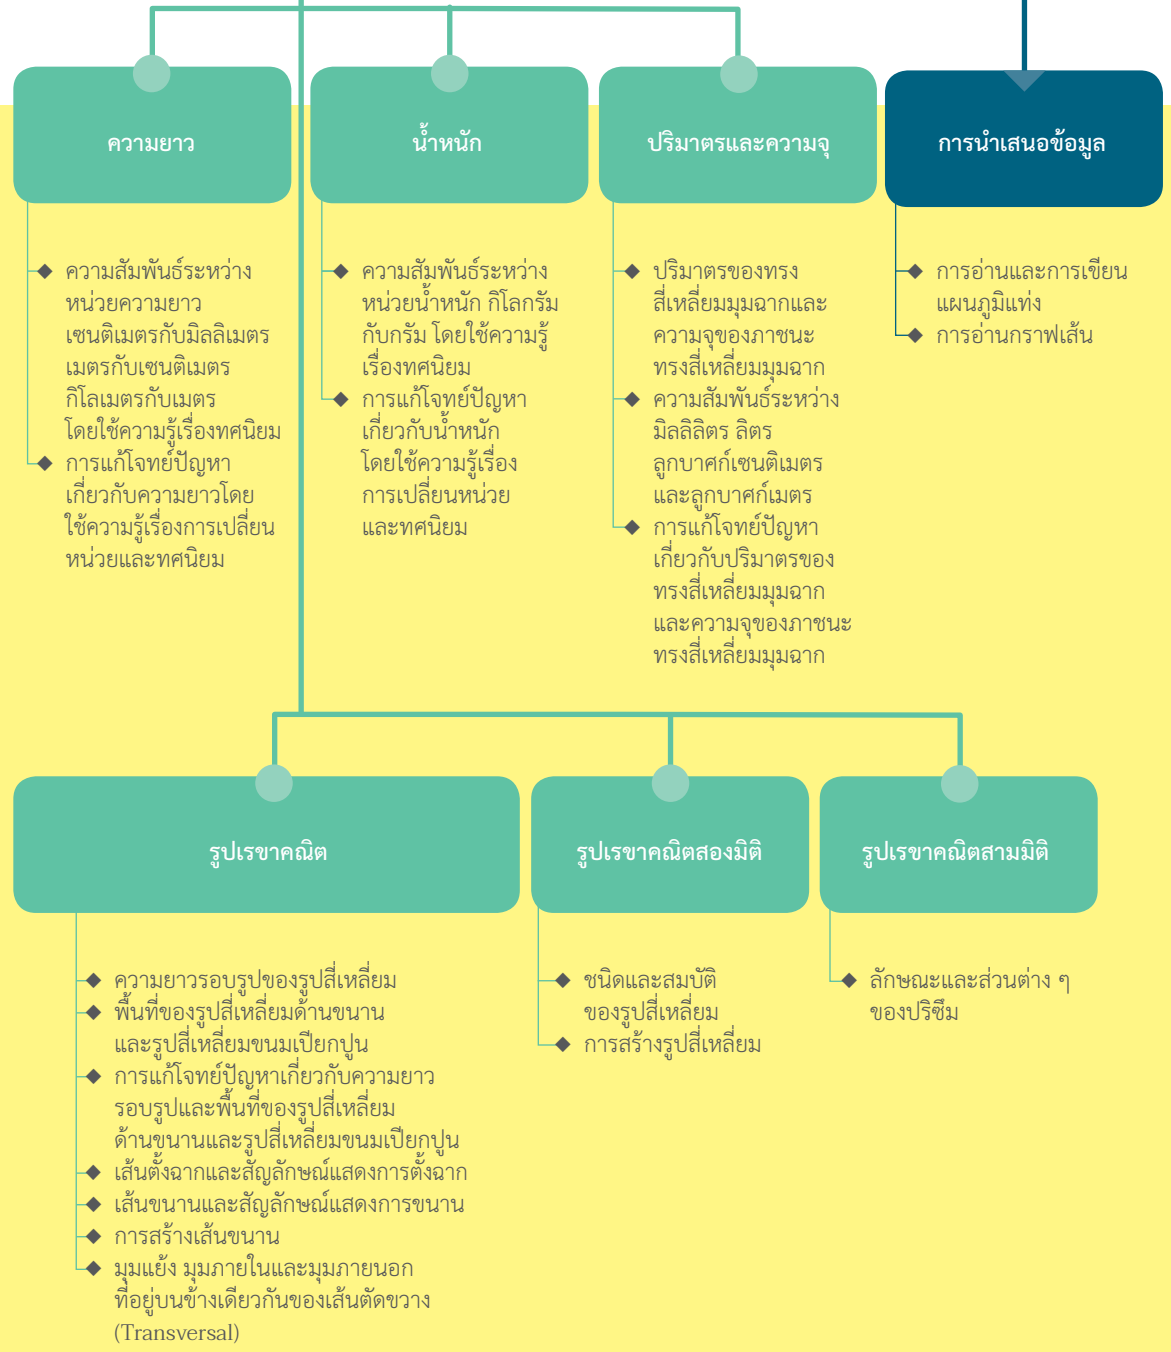 ความยาว
ความสัมพันธ์ระหว่าง
หน่วยความยาว
เซนติเมตรกับมิลลิเมตร
เมตรกับเซนติเมตร
กิโลเมตรกับเมตร
โดยใช้ความรู้เรื่องทศนิยม
การแก้โจทย์ปัญหา
เกี่ยวกับความยาวโดย
ใช้ความรู้เรื่องการเปลี่ยน
หน่วยและทศนิยม
น้ำหนัก
ความสัมพันธ์ระหว่าง
หน่วยน้ำหนัก กิโลกรัม
กับกรัม โดยใช้ความรู้
เรื่องทศนิยม
การแก้โจทย์ปัญหา
เกี่ยวกับน้ำหนัก
โดยใช้ความรู้เรื่อง
การเปลี่ยนหน่วย
และทศนิยม
ปริมาตรและความจุ
ปริมาตรของทรง
สี่เหลี่ยมมุมฉากและ
ความจุของภาชนะ
ทรงสี่เหลี่ยมมุมฉาก
ความสัมพันธ์ระหว่าง
มิลลิลิตร ลิตร
ลูกบาศก์เซนติเมตร
และลูกบาศก์เมตร
การแก้โจทย์ปัญหา
เกี่ยวกับปริมาตรของ
ทรงสี่เหลี่ยมมุมฉาก
และความจุของภาชนะ
ทรงสี่เหลี่ยมมุมฉาก
การนำเสนอข้อมูล
การอ่านและการเขียน
แผนภูมิแท่ง
การอ่านกราฟเส้น
รูปเรขาคณิต
ความยาวรอบรูปของรูปสี่เหลี่ยม
พื้นที่ของรูปสี่เหลี่ยมด้านขนาน
และรูปสี่เหลี่ยมขนมเปียกปูน
การแก้โจทย์ปัญหาเกี่ยวกับความยาว
รอบรูปและพื้นที่ของรูปสี่เหลี่ยม
ด้านขนานและรูปสี่เหลี่ยมขนมเปียกปูน
เส้นตั้งฉากและสัญลักษณ์แสดงการตั้งฉาก
เส้นขนานและสัญลักษณ์แสดงการขนาน
การสร้างเส้นขนาน
มุมแย้ง มุมภายในและมุมภายนอก
ที่อยู่บนข้างเดียวกันของเส้นตัดขวาง
(Transversal)
รูปเรขาคณิตสองมิติ
ชนิดและสมบัติ
ของรูปสี่เหลี่ยม
การสร้างรูปสี่เหลี่ยม
รูปเรขาคณิตสามมิติ
ลักษณะและส่วนต่าง ๆ
ของปริซึม